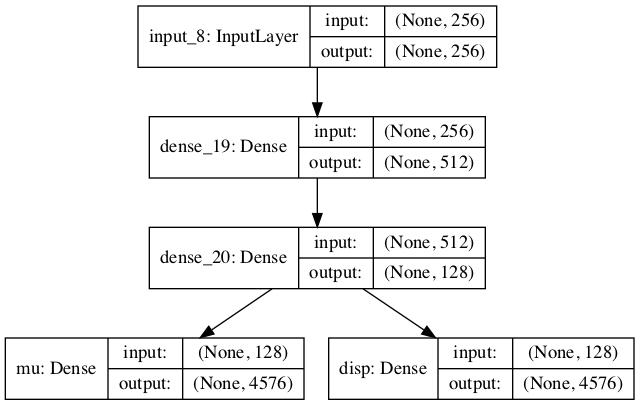 input_8: InputLayer
input:
(None, 256)
output:
(None, 256)
dense_19: Dense
input:
(None, 256)
output:
(None, 512)
dense_20: Dense
input:
(None, 512)
output:
(None, 128)
mu: Dense
input:
(None, 128)
output:
(None, 4576)
disp: Dense
input:
(None, 128)
output:
(None, 4576)